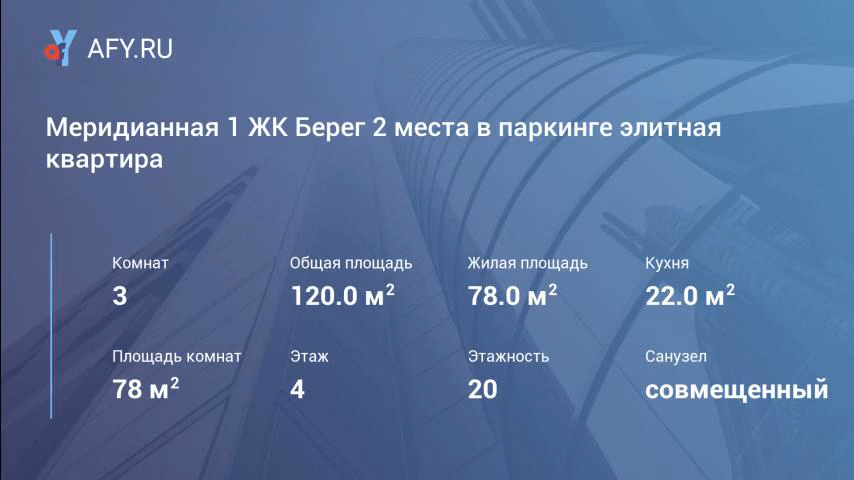 AFY.RU
Меридианная 1 ЖК Берег 2 места в паркинге элитная
квартира
Комнат Общая площадь Жилая площадь Кухня
3 120.0 м² 78.0 м² 22.0 м²
Площадь комнат Этаж Этажность Санузел
78 м² 4 20 совмещенный